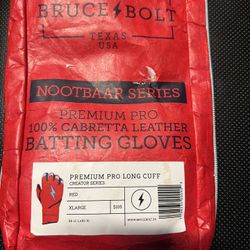 BRUCE BOLT
TEXAS
USA
NOOTBAAR SERIES
PREMIUM PRO
100% CABRETTA LEATHER
BATTING GLOVES
PREMIUM PRO LONG CUFF
CREATOR SERIES
RED
XLARGE